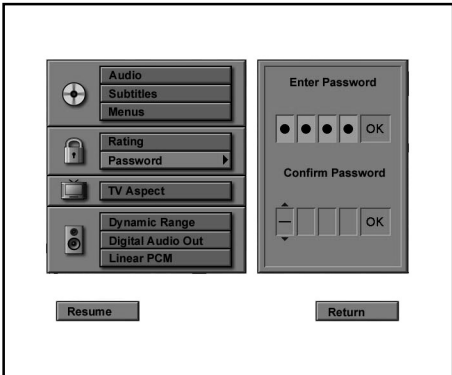 Audio
Subtitles
Menus
Rating
Password
TV Aspect
Dynamic Range
Digital Audio Out
Linear PCM
Enter Password
OK
Confirm Password
OK
Resume
Return